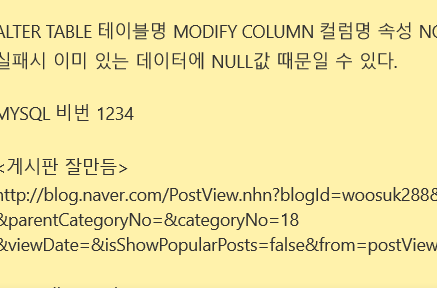 ALTER TABLE 테이블명 MODIFY COLUMN 컬럼명 속성 NO
실패시 이미 있는 데이터에 NULL값 때문일 수 있다.
MYSQL 비번 1234
<게시판 잘만듬>
http://blog.naver.com/PostView.nhn?blogId=woosuk288&
&parentCategoryNo=&categoryNo=18
&viewDate=&isShowPopularPosts=false&from=postView